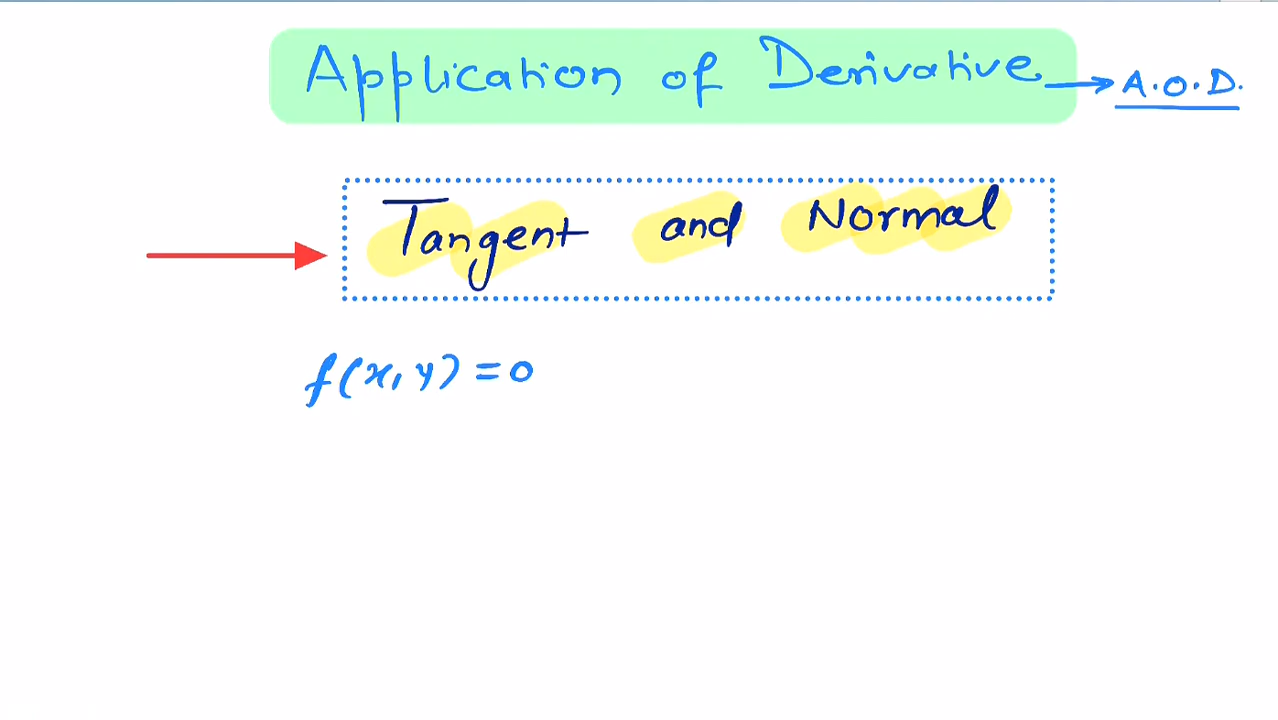 Application of Derivative → A.O.D.
Tangent and Normal
f(x, y) = 0